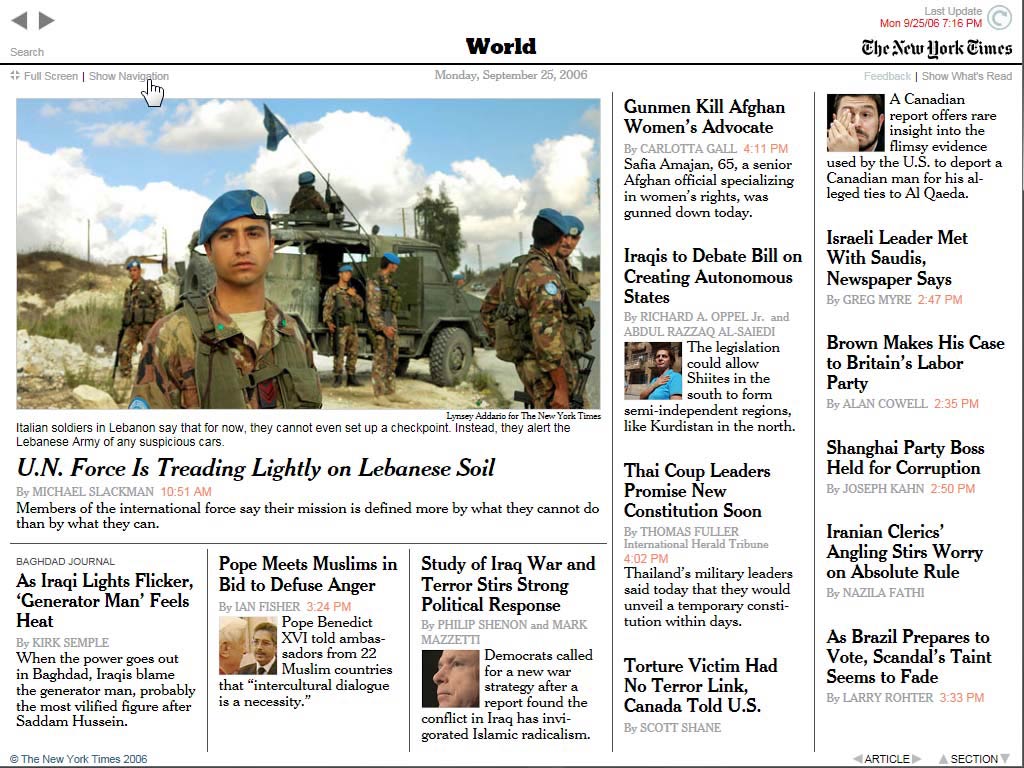 Last Update
Mon 9/25/06 7:16 PM
Search
World
The New York Times
Full Screen | Show Navigation
Monday, September 25, 2006
Feedback | Show What's Read
Lynsey Addario for The New York Times
Italian soldiers in Lebanon say that for now, they cannot even set up a checkpoint. Instead, they alert the
Lebanese Army of any suspicious cars.
U.N. Force Is Treading Lightly on Lebanese Soil
By MICHAEL SLACKMAN 10:51 AM
Members of the international force say their mission is defined more by what they cannot do
than by what they can.
BAGHDAD JOURNAL
As Iraqi Lights Flicker,
‘Generator Man’ Feels
Heat
By KIRK SEMPLE
When the power goes out
in Baghdad, Iraqis blame
the generator man, probably
the most vilified figure after
Saddam Hussein.
Pope Meets Muslims in
Bid to Defuse Anger
By IAN FISHER 3:24 PM
Pope Benedict
XVI told ambas-
sadors from 22
Muslim countries
that “intercultural dialogue
is a necessity.”
Study of Iraq War and
Terror Stirs Strong
Political Response
By PHILIP SHENON and MARK
MAZZETTI
Democrats called
for a new war
strategy after a
report found the
conflict in Iraq has invi-
gorated Islamic radicalism.
Gunmen Kill Afghan
Women’s Advocate
By CARLOTTA GALL 4:11 PM
Safia Amajan, 65, a senior
Afghan official specializing
in women’s rights, was
gunned down today.
Iraqis to Debate Bill on
Creating Autonomous
States
By RICHARD A. OPPEL Jr. and
ABDUL RAZZAQ AL-SAIEDI
The legislation
could allow
Shiites in the
south to form
semi-independent regions,
like Kurdistan in the north.
Thai Coup Leaders
Promise New
Constitution Soon
By THOMAS FULLER
International Herald Tribune
4:02 PM
Thailand’s military leaders
said today that they would
unveil a temporary consti-
tution within days.
Torture Victim Had
No Terror Link,
Canada Told U.S.
By SCOTT SHANE
A Canadian
report offers rare
insight into the
flimsy evidence
used by the U.S. to deport a
Canadian man for his al-
leged ties to Al Qaeda.
Israeli Leader Met
With Saudis,
Newspaper Says
By GREG MYRE 2:47 PM
Brown Makes His Case
to Britain’s Labor
Party
By ALAN COWELL 2:35 PM
Shanghai Party Boss
Held for Corruption
By JOSEPH KAHN 2:50 PM
Iranian Clerics’
Angling Stirs Worry
on Absolute Rule
By NAZILA FATHI
As Brazil Prepares to
Vote, Scandal’s Taint
Seems to Fade
By LARRY ROHTER 3:33 PM
© The New York Times 2006
ARTICLE SECTION